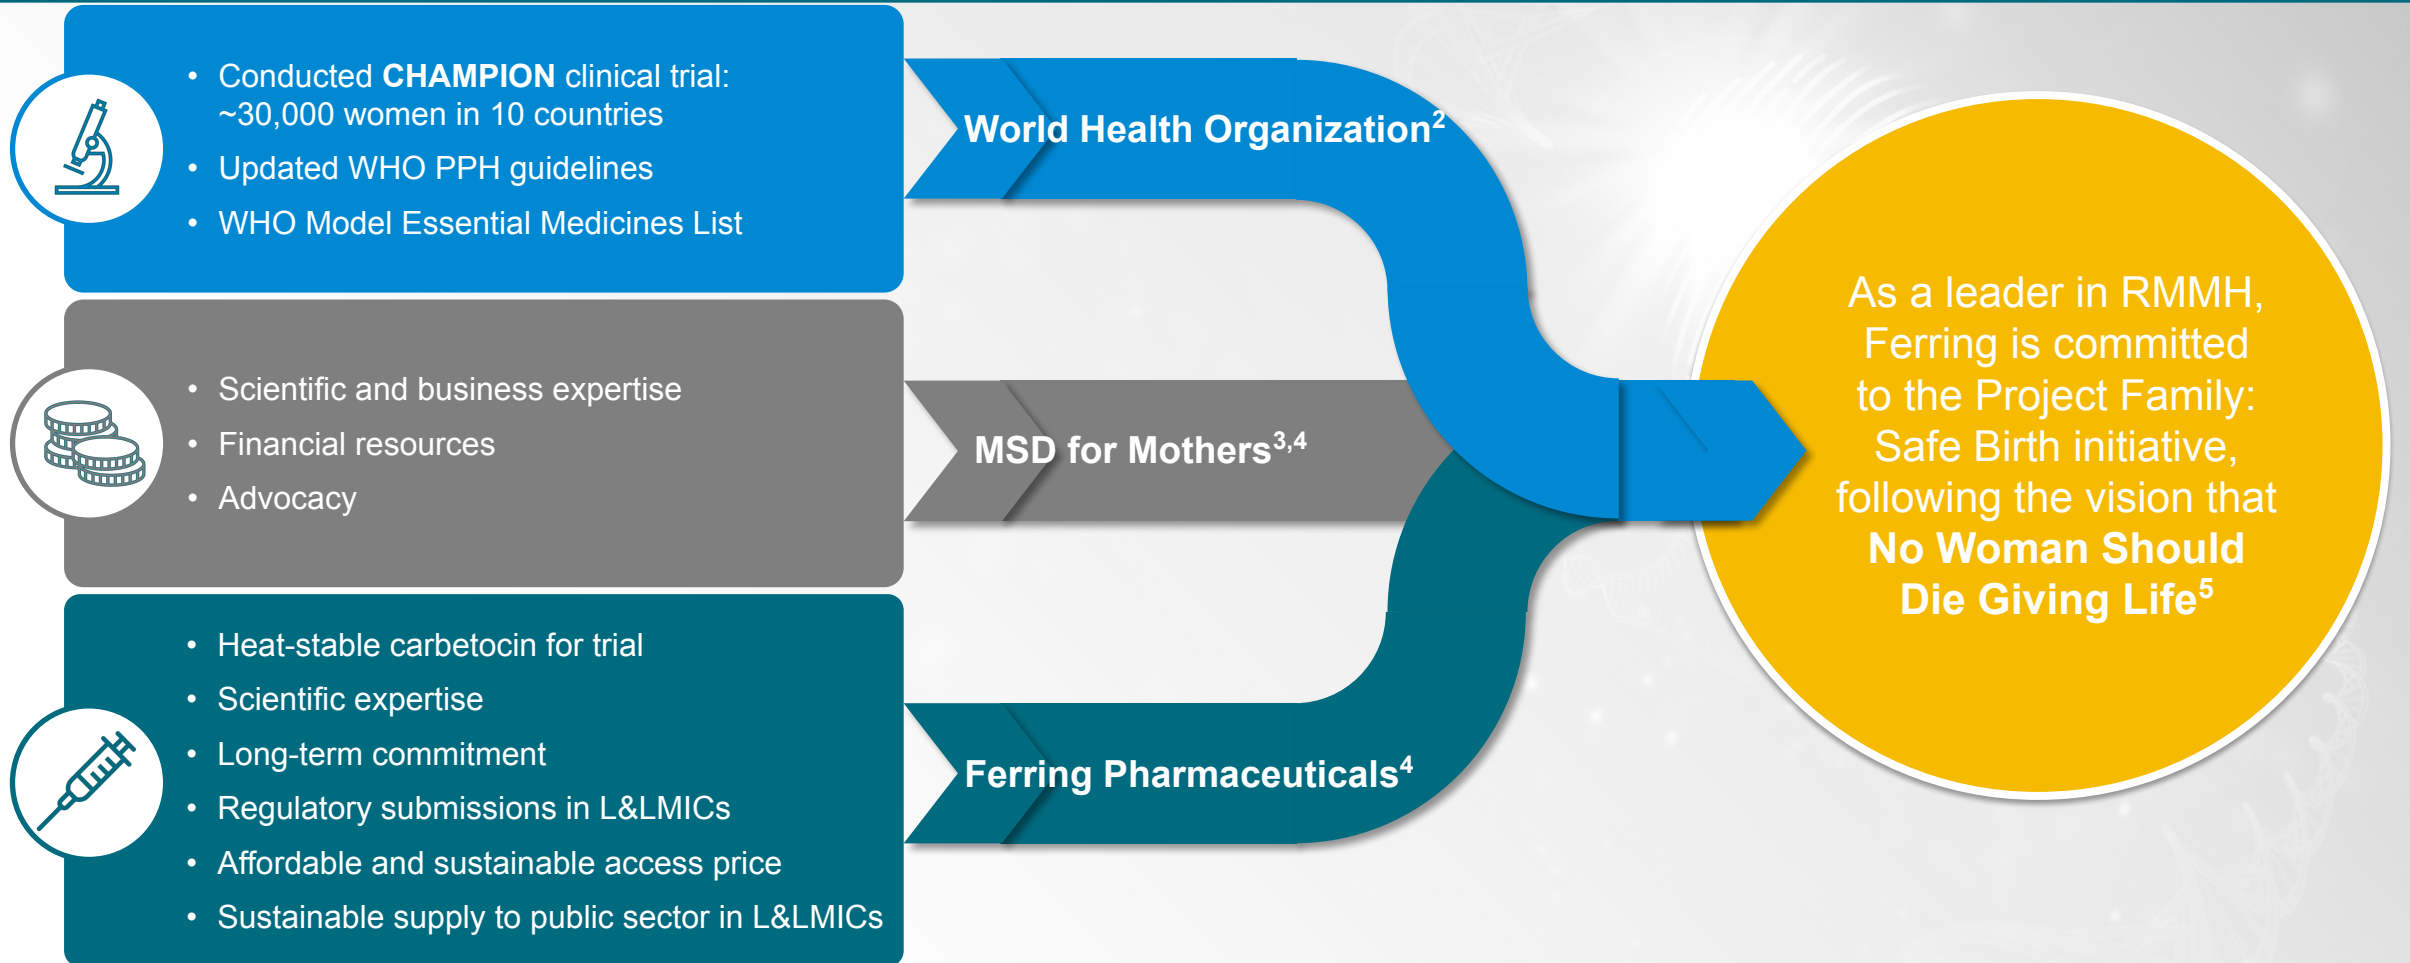 • Conducted CHAMPION clinical trial:
~30,000 women in 10 countries
• Updated WHO PPH guidelines
• WHO Model Essential Medicines List
World Health Organization2
• Scientific and business expertise
• Financial resources
• Advocacy
MSD for Mothers3,4
• Heat-stable carbetocin for trial
• Scientific expertise
• Long-term commitment
• Regulatory submissions in L&LMICs
• Affordable and sustainable access price
• Sustainable supply to public sector in L&LMICs
Ferring Pharmaceuticals4
As a leader in RMMH,
Ferring is committed
to the Project Family:
Safe Birth initiative,
following the vision that
No Woman Should
Die Giving Life5